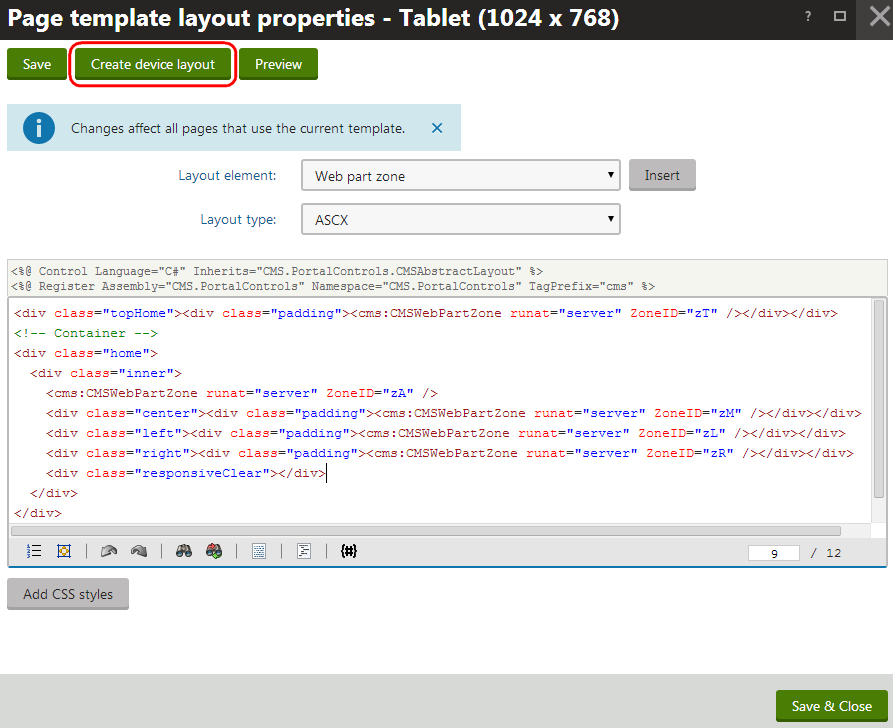 Page template layout properties - Tablet (1024 x 768) ?
Save Create device layout Preview
Changes affect all pages that use the current template.
Layout element: Web part zone Insert
Layout type: ASCX
<%@ Control Language="C#" Inherits="CMS.PortalControls.CMSAbstractLayout" %>
<%@ Register Assembly="CMS.PortalControls" Namespace="CMS.PortalControls" TagPrefix="cms" %>
<div class="topHome"><div class="padding"><cms:CMSWebPartZone runat="server" ZoneID="zT" /></div></div>
<!-- Container -->
<div class="home">
<div class="inner">
<cms:CMSWebPartZone runat="server" ZoneID="zA" />
<div class="center"><div class="padding"><cms:CMSWebPartZone runat="server" ZoneID="zM" /></div></div>
<div class="left"><div class="padding"><cms:CMSWebPartZone runat="server" ZoneID="zL" /></div></div>
<div class="right"><div class="padding"><cms:CMSWebPartZone runat="server" ZoneID="zR" /></div></div>
<div class="responsiveClear"></div>
</div>
</div>
{#} 9 / 12
Add CSS styles
Save & Close